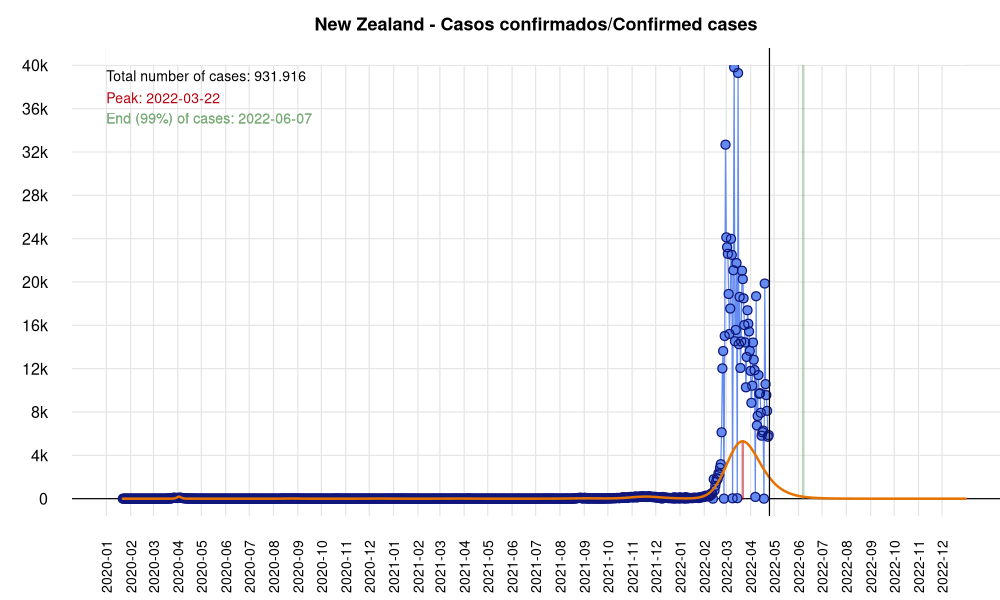 New Zealand - Casos confirmados/Confirmed cases
Total number of cases: 931.916
Peak: 2022-03-22
End (99%) of cases: 2022-06-07
40k
36k
32k
28k
24k
20k
16k
12k
8k
4k
0
2020-01
2020-02
2020-03
2020-04
2020-05
2020-06
2020-07
2020-08
2020-09
2020-10
2020-11
2020-12
2021-01
2021-02
2021-03
2021-04
2021-05
2021-06
2021-07
2021-08
2021-09
2021-10
2021-11
2021-12
2022-01
2022-02
2022-03
2022-04
2022-05
2022-06
2022-07
2022-08
2022-09
2022-10
2022-11
2022-12